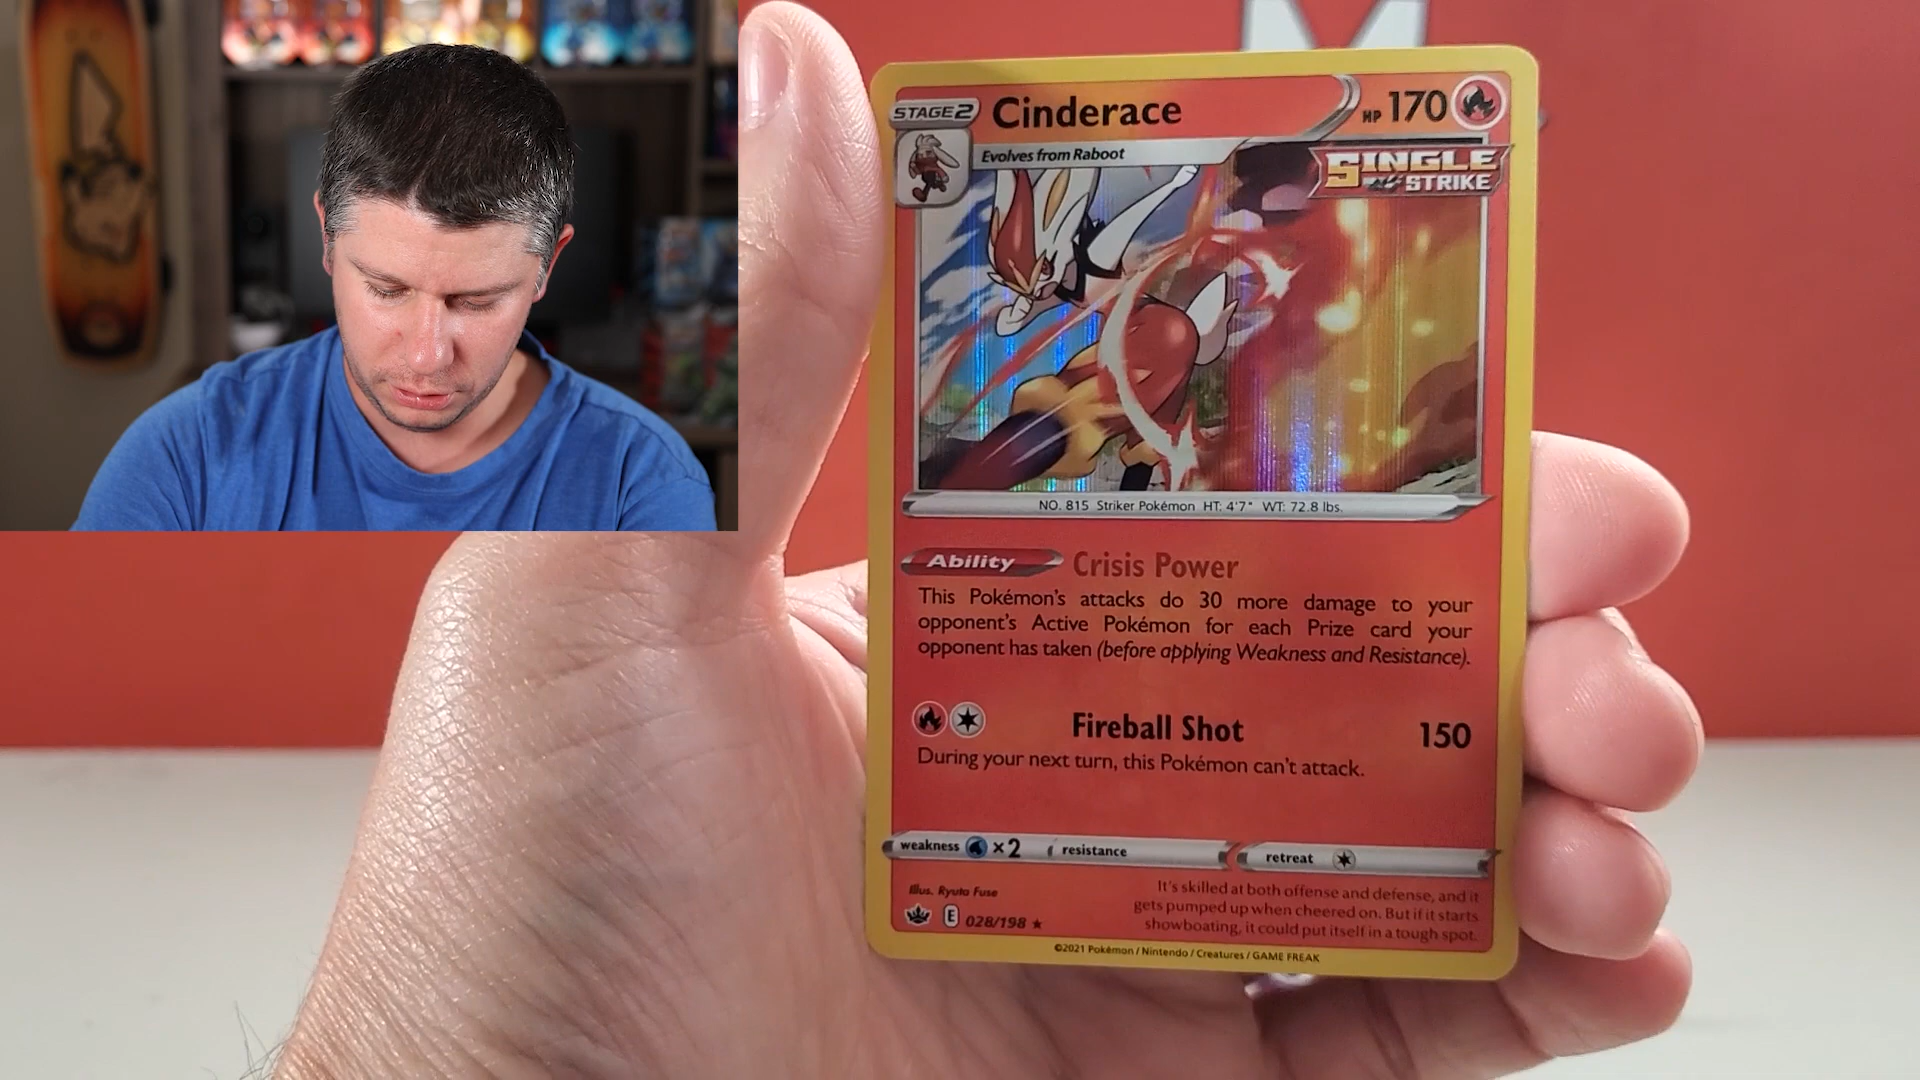 M
STAGE2
Cinderace
HP 170
Evolves from Raboot
SINGLE
STRIKE
NO. 815 Striker Pokémon HT: 4'7" WT: 72.8 lbs.
Ability Crisis Power
This Pokémon's attacks do 30 more damage to your
opponent's Active Pokémon for each Prize card your
opponent has taken (before applying Weakness and Resistance).
Fireball Shot 150
During your next turn, this Pokémon can't attack.
weakness ×2 resistance retreat
Illus. Ryuta Fuse
E 028/198 ★
It's skilled at both offense and defense, and it
gets pumped up when cheered on. But if it starts
showboating, it could put itself in a tough spot.
©2021 Pokémon / Nintendo / Creatures / GAME FREAK